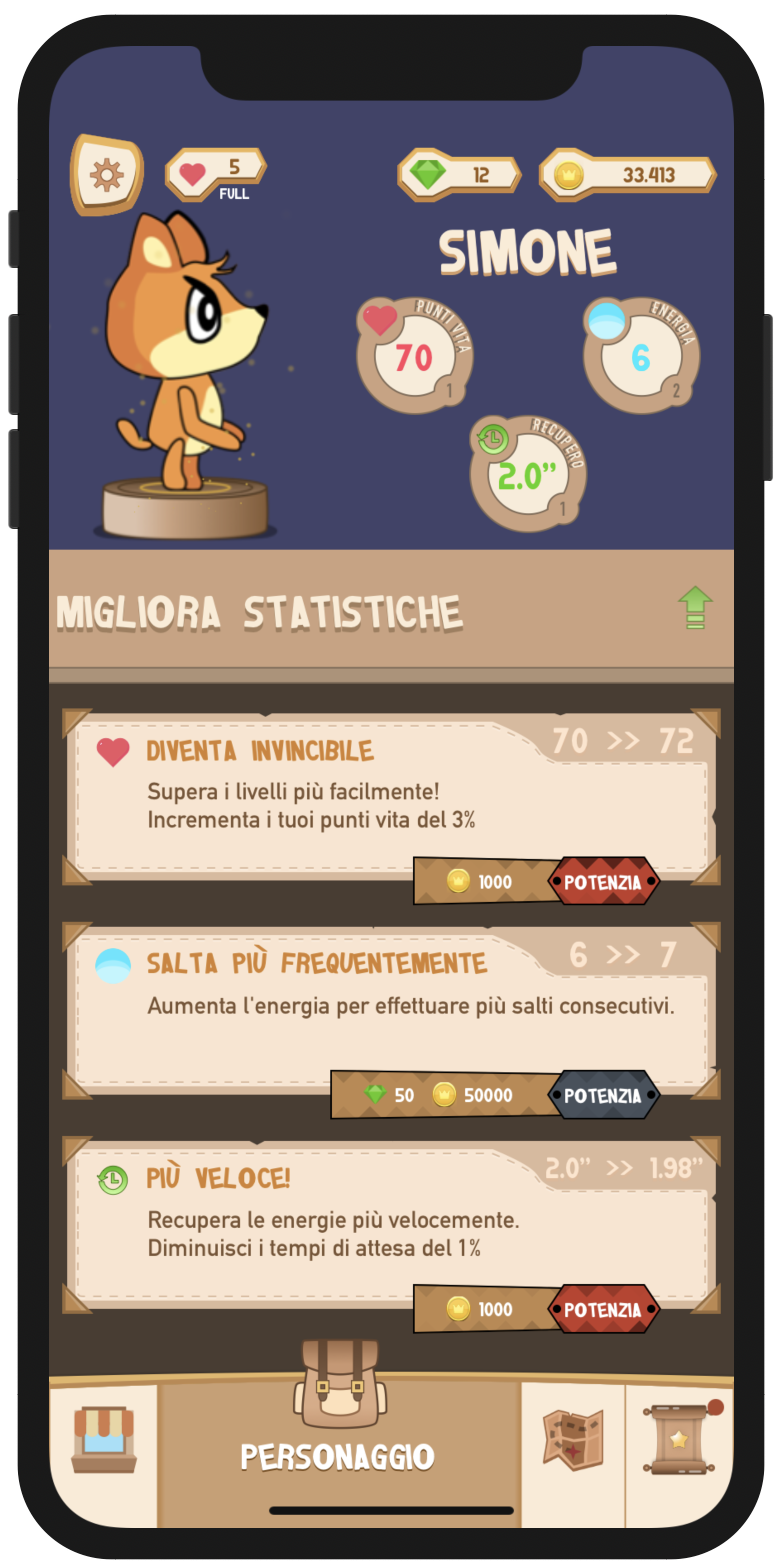 5
FULL
12
33.413
SIMONE
PUNTI VITA
70
1
ENERGIA
6
2
RECUPERO
2.0”
1
MIGLIORA STATISTICHE
DIVENTA INVINCIBILE
70 >> 72
Supera i livelli più facilmente!
Incrementa i tuoi punti vita del 3%
1000
POTENZIA
SALTA PIÙ FREQUENTEMENTE
6 >> 7
Aumenta l'energia per effettuare più salti consecutivi.
50
50000
POTENZIA
PIÙ VELOCE!
2.0” >> 1.98”
Recupera le energie più velocemente.
Diminuisci i tempi di attesa del 1%
1000
POTENZIA
PERSONAGGIO